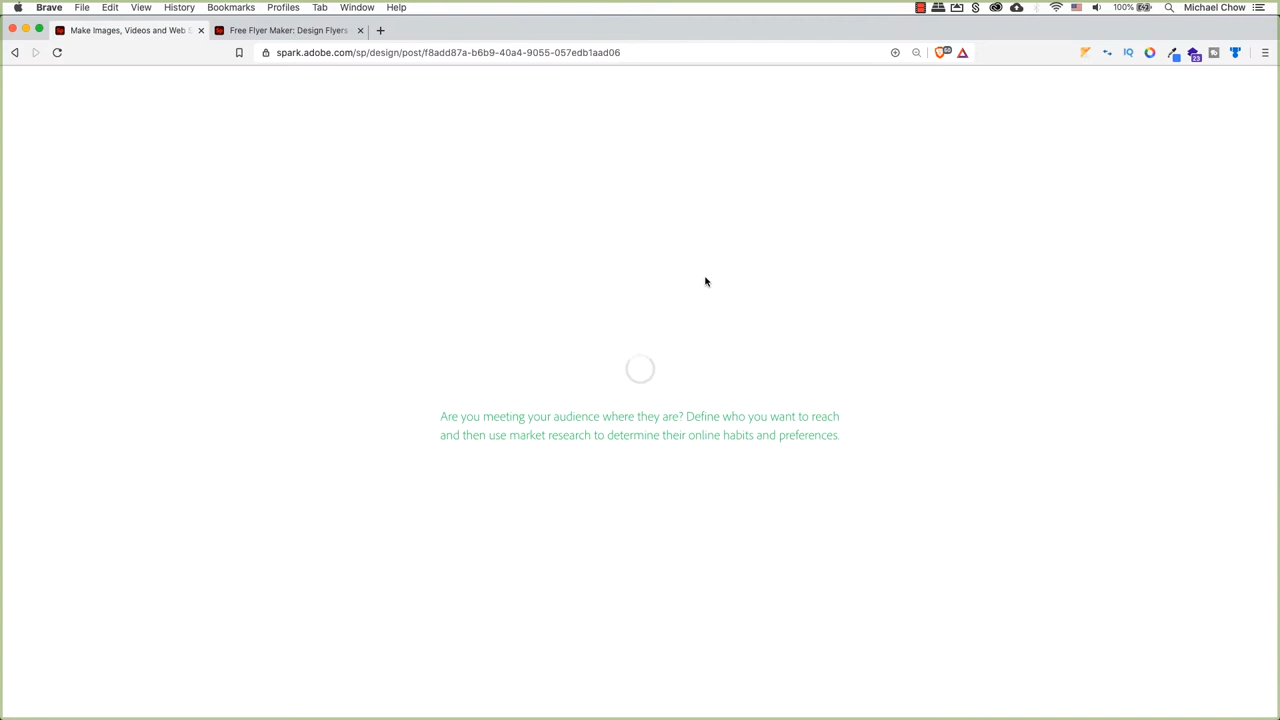 Brave File Edit View History Bookmarks Profiles Tab Window Help 100% Michael Chow
Make Images, Videos and Web S Free Flyer Maker: Design Flyers
spark.adobe.com/sp/design/post/f8add87a-b6b9-40a4-9055-057edb1aad06
Are you meeting your audience where they are? Define who you want to reach
and then use market research to determine their online habits and preferences.